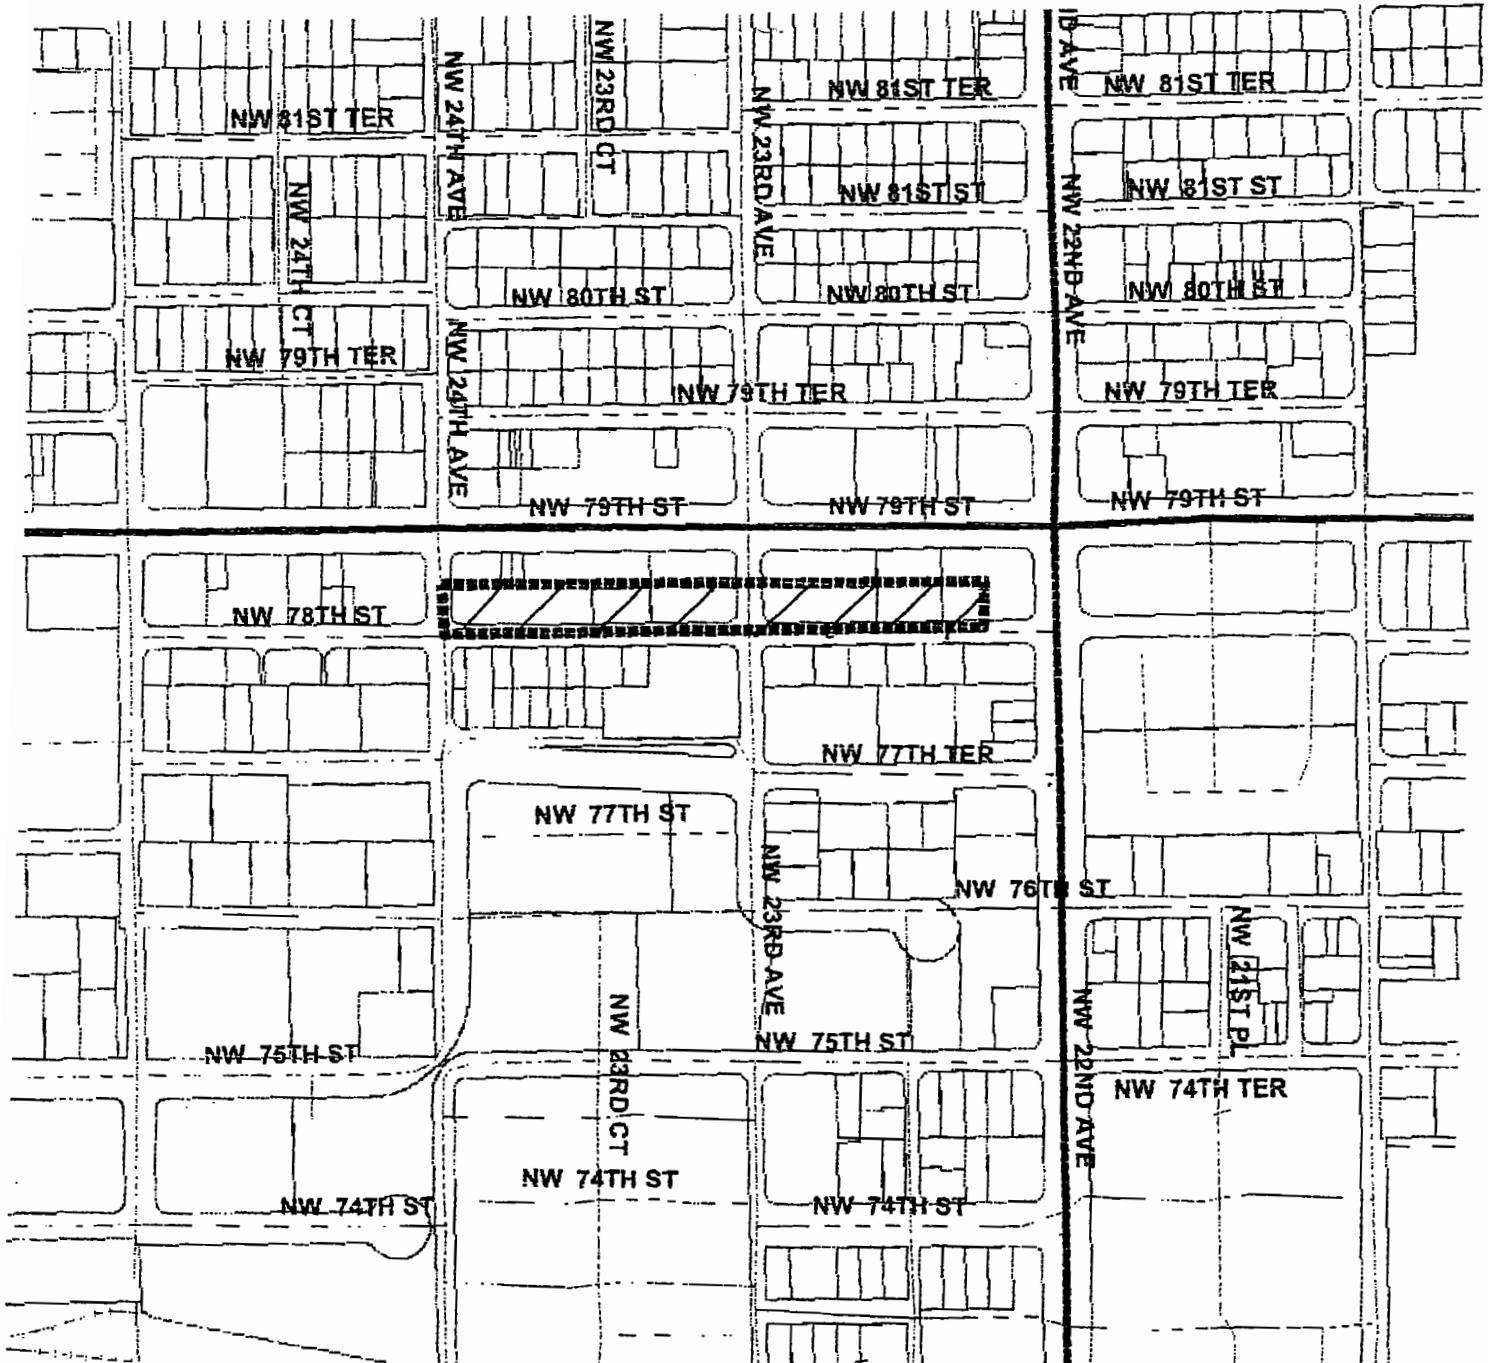 NW 23RD CT
ND AVE
NW 24TH AVE
NW 81ST TER
NW 81ST TER
NW 81ST TER
NW 23RD AVE
NW 81ST ST
NW 81ST ST
NW 24TH CT
NW 22ND AVE
NW 80TH ST
NW 80TH ST
NW 80TH ST
NW 24TH AVE
NW 79TH TER
NW 79TH TER
NW 79TH TER
NW 79TH ST
NW 79TH ST
NW 79TH ST
NW 78TH ST
NW 77TH TER
NW 77TH ST
NW 23RD AVE
NW 76TH ST
NW 21ST PL
NW 23RD CT
NW 22ND AVE
NW 75TH ST
NW 75TH ST
NW 74TH TER
NW 74TH ST
NW 74TH ST
NW 74TH ST